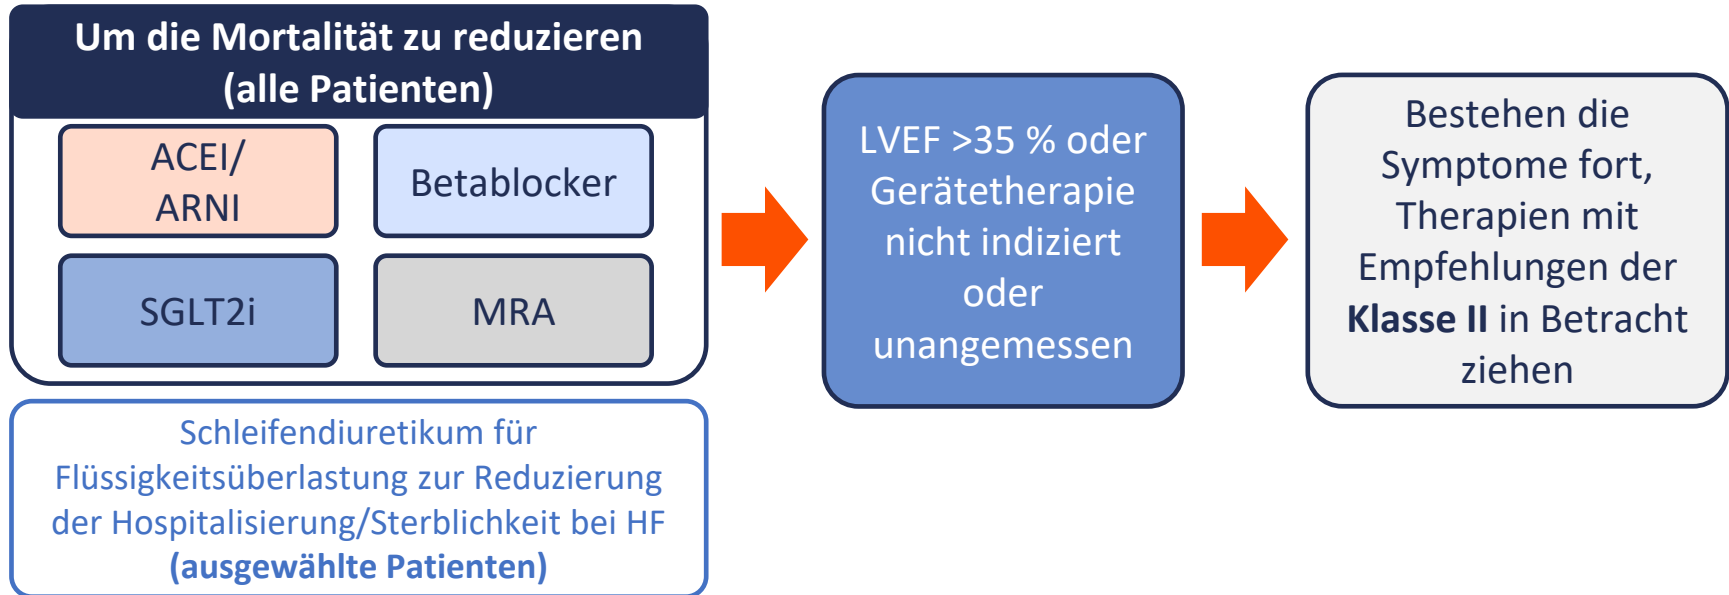 Um die Mortalität zu reduzieren
(alle Patienten)
ACEI/
ARNI
Betablocker
SGLT2i
MRA
Schleifendiuretikum für
Flüssigkeitsüberlastung zur Reduzierung
der Hospitalisierung/Sterblichkeit bei HF
(ausgewählte Patienten)
LVEF >35 % oder
Gerätetherapie
nicht indiziert
oder
unangemessen
Bestehen die
Symptome fort,
Therapien mit
Empfehlungen der
Klasse II in Betracht
ziehen